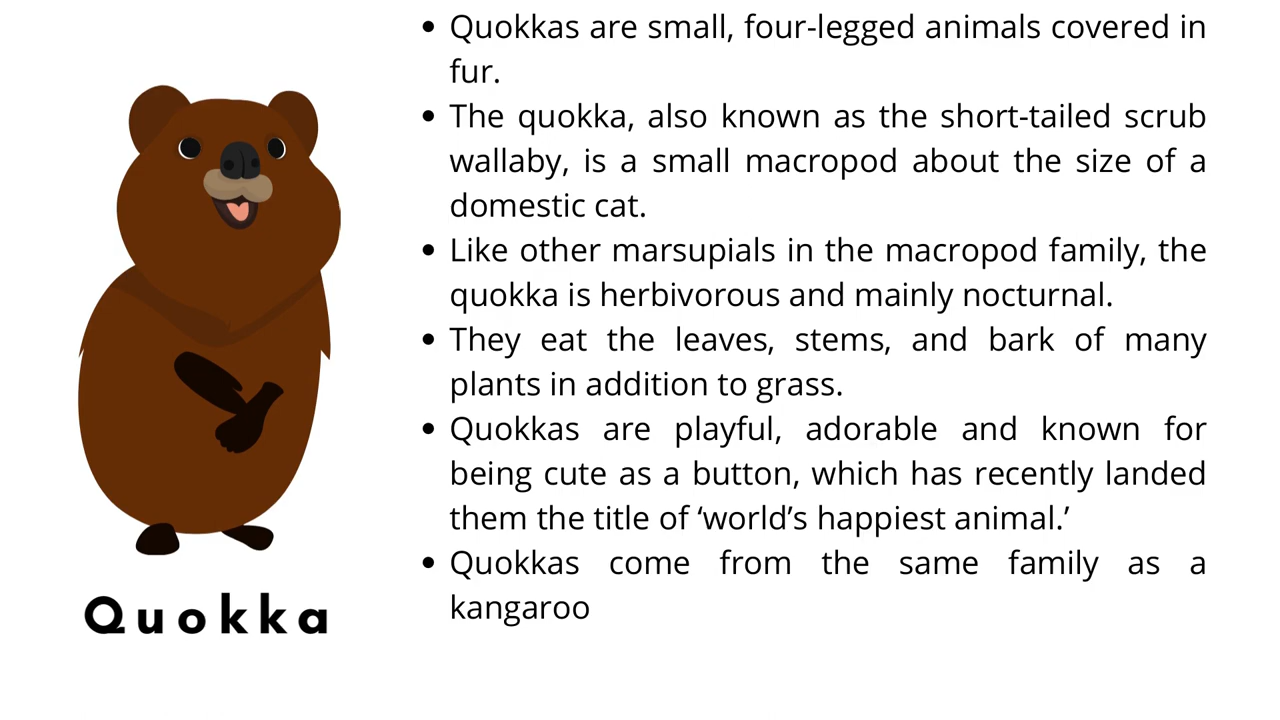 • Quokkas are small, four-legged animals covered in
fur.
• The quokka, also known as the short-tailed scrub
wallaby, is a small macropod about the size of a
domestic cat.
• Like other marsupials in the macropod family, the
quokka is herbivorous and mainly nocturnal.
• They eat the leaves, stems, and bark of many
plants in addition to grass.
• Quokkas are playful, adorable and known for
being cute as a button, which has recently landed
them the title of ‘world’s happiest animal.’
• Quokkas come from the same family as a
kangaroo
Quokka